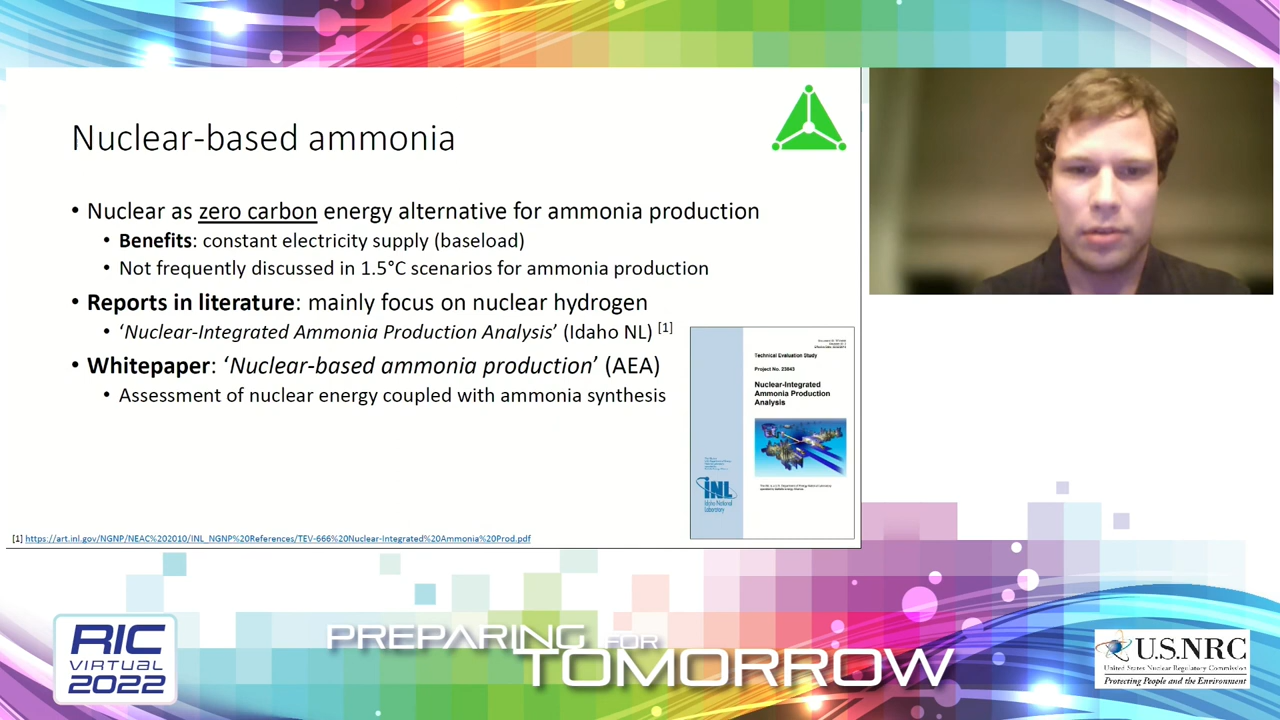 Nuclear-based ammonia
• Nuclear as zero carbon energy alternative for ammonia production
• Benefits: constant electricity supply (baseload)
• Not frequently discussed in 1.5°C scenarios for ammonia production
• Reports in literature: mainly focus on nuclear hydrogen
• ‘Nuclear-Integrated Ammonia Production Analysis’ (Idaho NL) [1]
• Whitepaper: ‘Nuclear-based ammonia production’ (AEA)
• Assessment of nuclear energy coupled with ammonia synthesis
Technical Evaluation Study
Project No. 23843
Nuclear-Integrated
Ammonia Production
Analysis
INL
Idaho National
Laboratory
[1] https://art.inl.gov/NGNP/NEAC%202010/INL_NGNP%20References/TEV-666%20Nuclear-Integrated%20Ammonia%20Prod.pdf
RIC
VIRTUAL
2022
PREPARING FOR
TOMORROW
U.S.NRC
United States Nuclear Regulatory Commission
Protecting People and the Environment